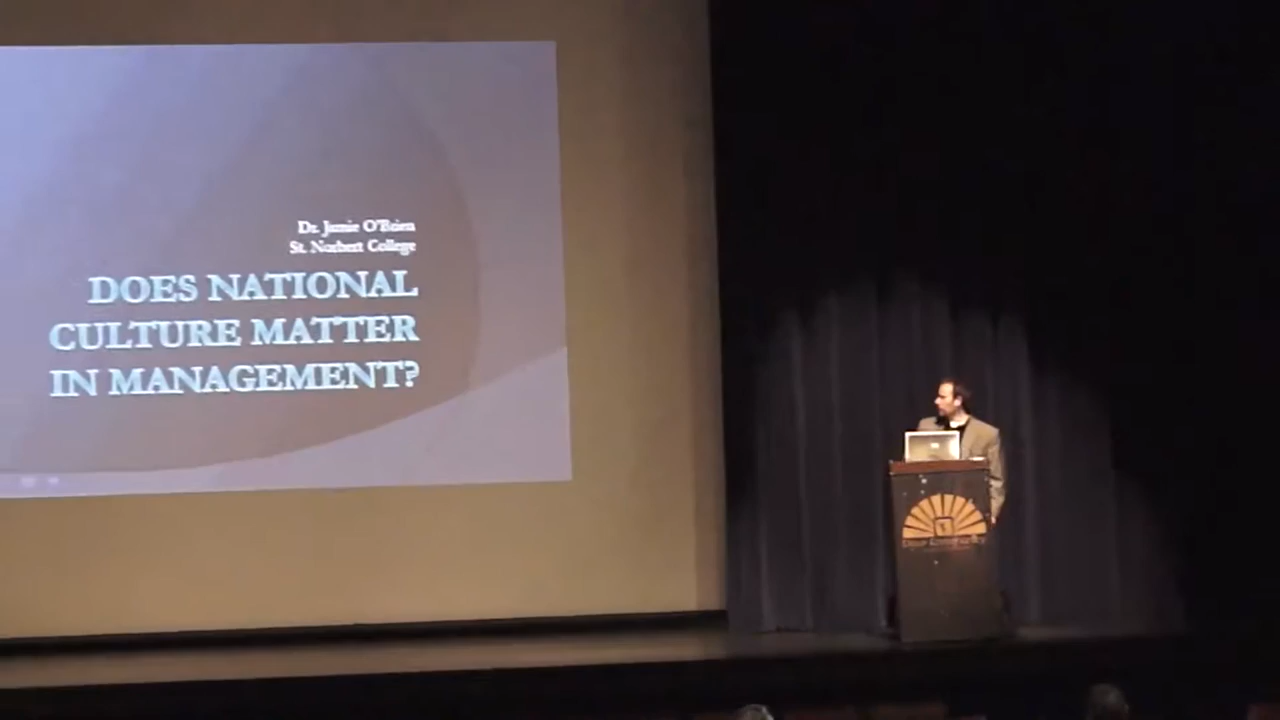 Dr. Jamie O'Brien
St. Norbert College
DOES NATIONAL
CULTURE MATTER
IN MANAGEMENT?